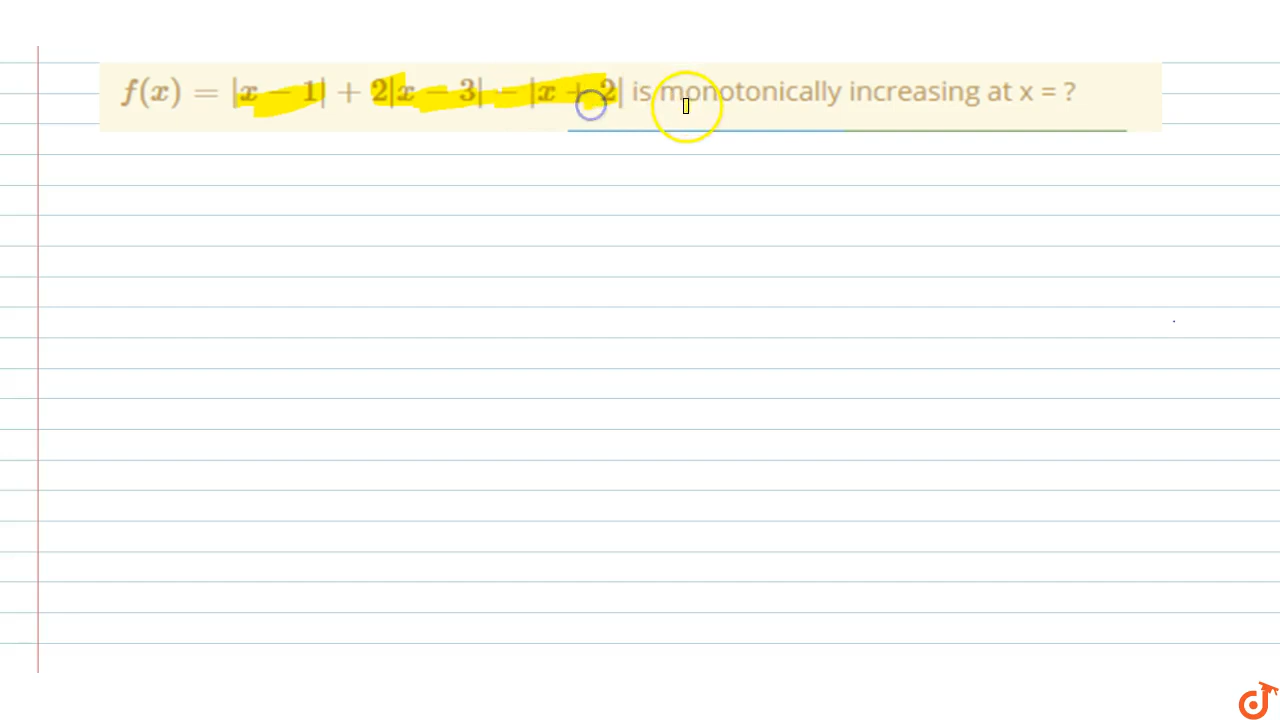 f(x) = |x − 1| + 2|x − 3| − |x + 2| is monotonically increasing at x = ?